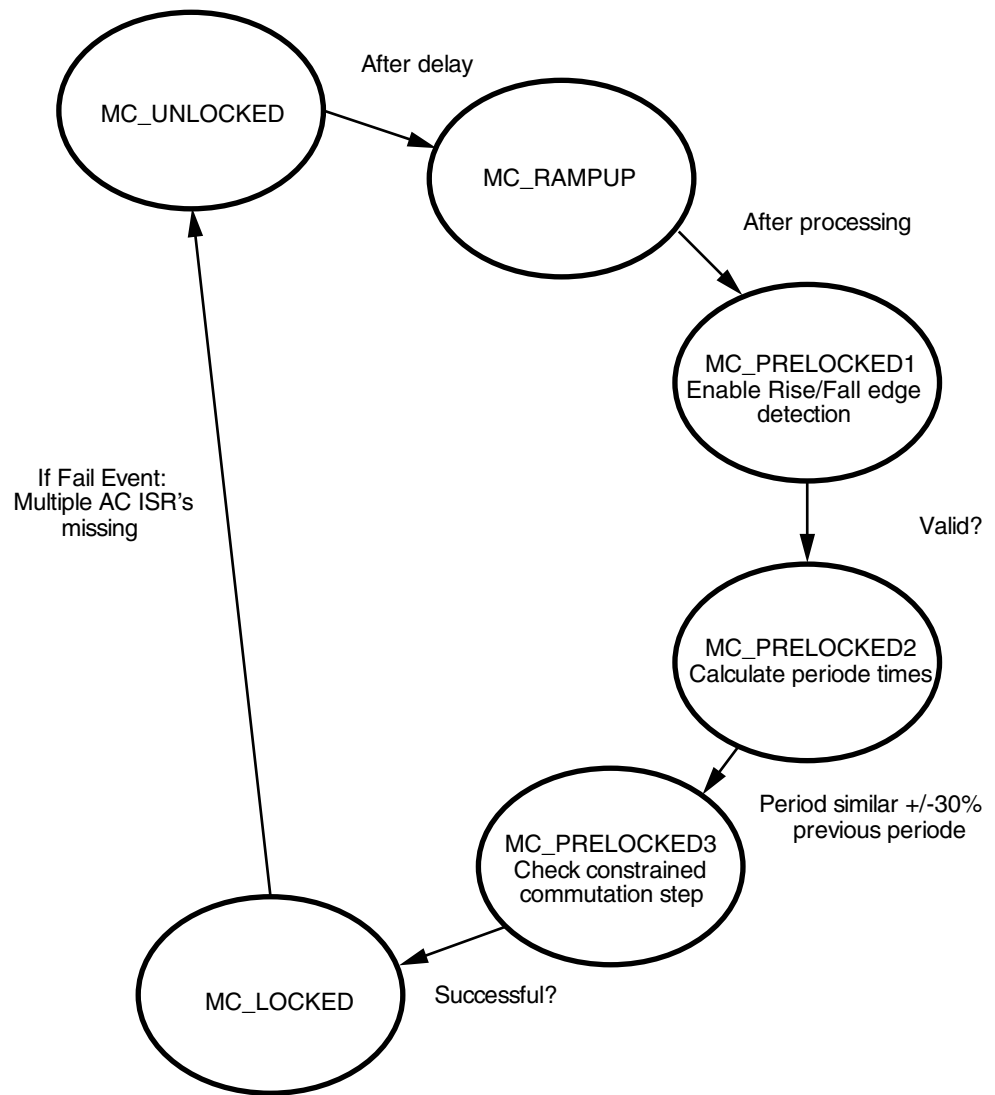 After delay
MC_UNLOCKED
MC_RAMPUP
After processing
MC_PRELOCKED1
Enable Rise/Fall edge
detection
If Fail Event:
Multiple AC ISR's
missing
Valid?
MC_PRELOCKED2
Calculate periode times
Period similar +/-30%
previous periode
MC_PRELOCKED3
Check constrained
commutation step
Successful?
MC_LOCKED